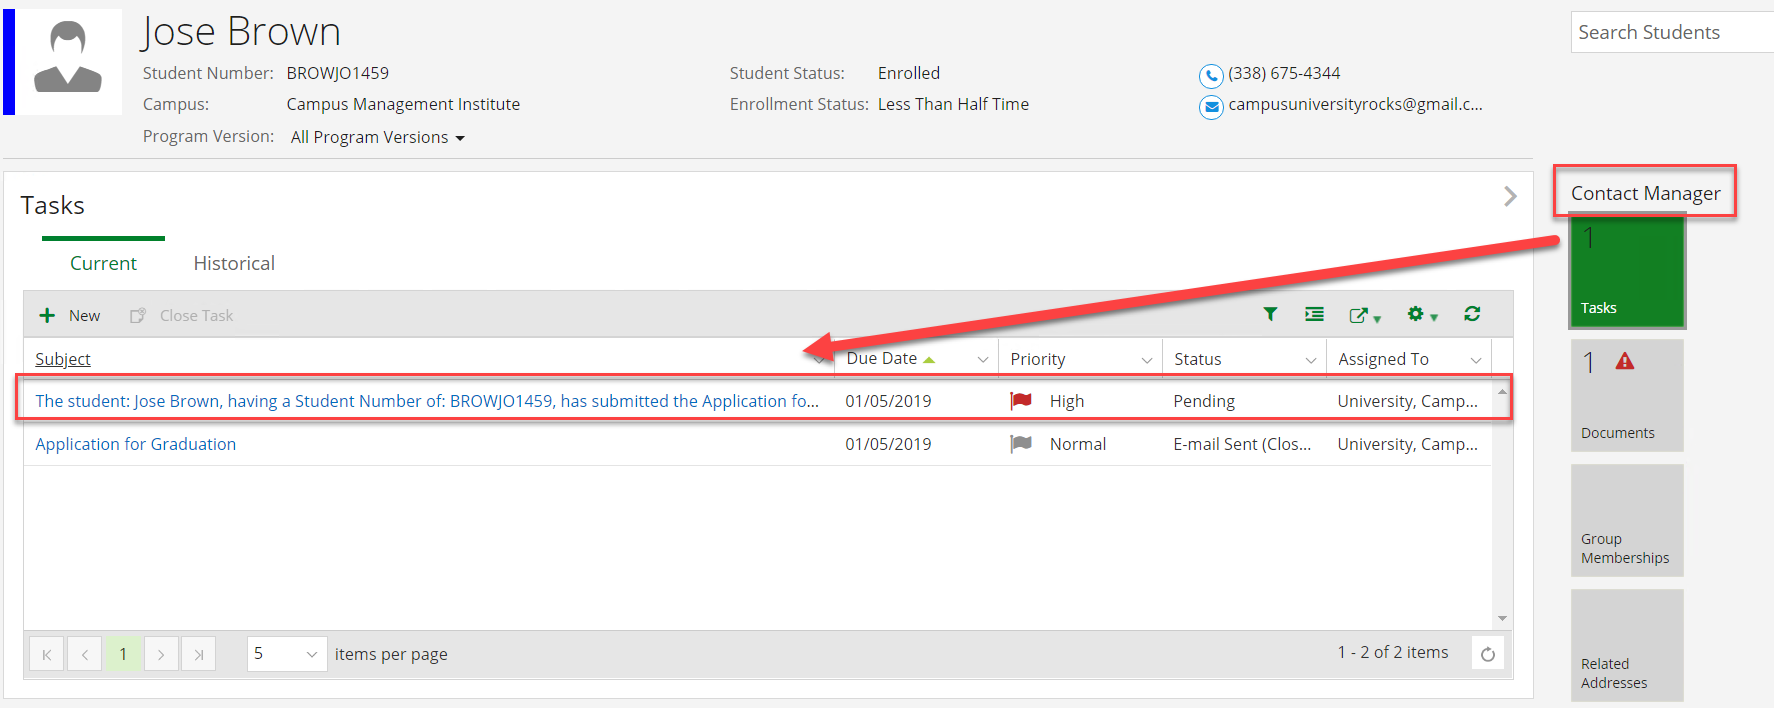 Jose Brown
Search Students
Student Number: BROWJO1459
Student Status: Enrolled
(338) 675-4344
Campus: Campus Management Institute
Enrollment Status: Less Than Half Time
campusuniversityrocks@gmail.c...
Program Version: All Program Versions
Contact Manager
Tasks
1
Tasks
Current Historical
New Close Task
Subject Due Date Priority Status Assigned To
The student: Jose Brown, having a Student Number of: BROWJO1459, has submitted the Application fo... 01/05/2019 High Pending University, Camp...
Application for Graduation 01/05/2019 Normal E-mail Sent (Clos... University, Camp...
1
Documents
Group
Memberships
Related
Addresses
1 5 items per page 1 - 2 of 2 items